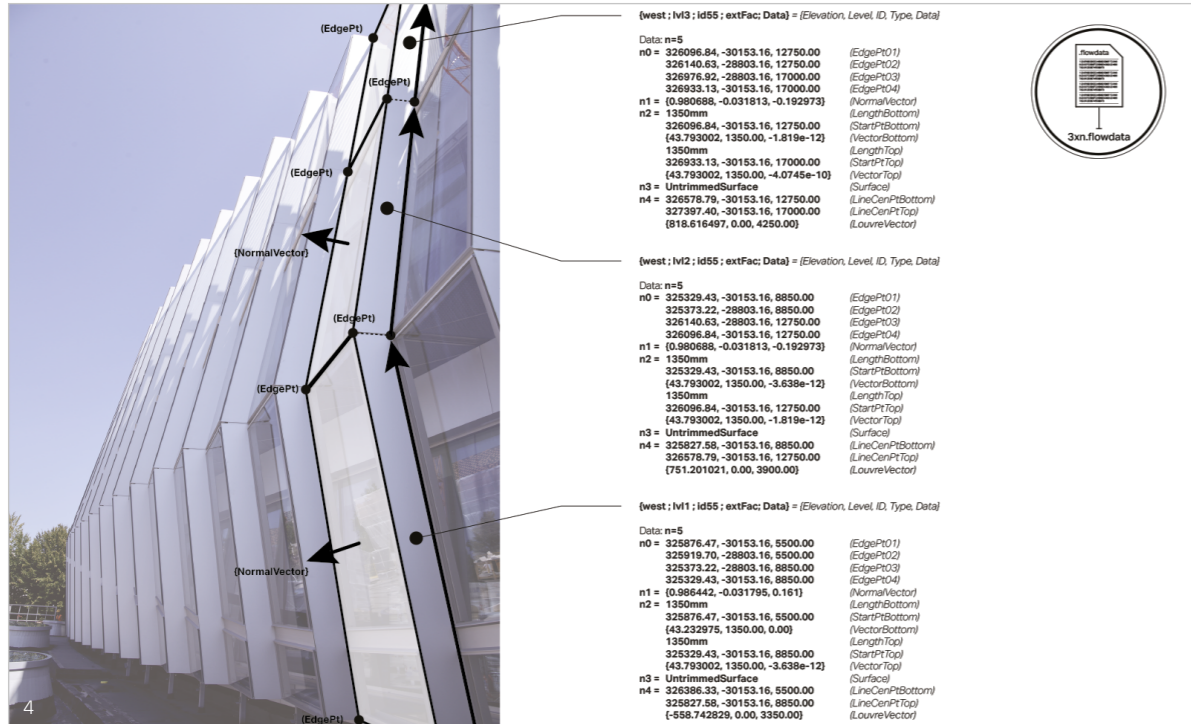 (EdgePt)
(EdgePt)
(EdgePt)
{NormalVector}
(EdgePt)
(EdgePt)
{NormalVector}
(EdgePt)
4
{west ; lvl3 ; id55 ; extFac; Data} = {Elevation, Level, ID, Type, Data}
Data: n=5
n0 = 326096.84, -30153.16, 12750.00 (EdgePt01)
326140.63, -28803.16, 12750.00 (EdgePt02)
326976.92, -28803.16, 17000.00 (EdgePt03)
326933.13, -30153.16, 17000.00 (EdgePt04)
n1 = {0.980688, -0.031813, -0.192973} (NormalVector)
n2 = 1350mm (LengthBottom)
326096.84, -30153.16, 12750.00 (StartPtBottom)
{43.793002, 1350.00, -1.819e-12} (VectorBottom)
1350mm (LengthTop)
326933.13, -30153.16, 17000.00 (StartPtTop)
{43.793002, 1350.00, -4.0745e-10} (VectorTop)
n3 = UntrimmedSurface (Surface)
n4 = 326578.79, -30153.16, 12750.00 (LineCenPtBottom)
327397.40, -30153.16, 17000.00 (LineCenPtTop)
{818.616497, 0.00, 4250.00} (LouvreVector)
{west ; lvl2 ; id55 ; extFac; Data} = {Elevation, Level, ID, Type, Data}
Data: n=5
n0 = 325329.43, -30153.16, 8850.00 (EdgePt01)
325373.22, -28803.16, 8850.00 (EdgePt02)
326140.63, -28803.16, 12750.00 (EdgePt03)
326096.84, -30153.16, 12750.00 (EdgePt04)
n1 = {0.980688, -0.031813, -0.192973} (NormalVector)
n2 = 1350mm (LengthBottom)
325329.43, -30153.16, 8850.00 (StartPtBottom)
{43.793002, 1350.00, -3.638e-12} (VectorBottom)
1350mm (LengthTop)
326096.84, -30153.16, 12750.00 (StartPtTop)
{43.793002, 1350.00, -1.819e-12} (VectorTop)
n3 = UntrimmedSurface (Surface)
n4 = 325827.58, -30153.16, 8850.00 (LineCenPtBottom)
326578.79, -30153.16, 12750.00 (LineCenPtTop)
{751.201021, 0.00, 3900.00} (LouvreVector)
{west ; lvl1 ; id55 ; extFac; Data} = {Elevation, Level, ID, Type, Data}
Data: n=5
n0 = 325876.47, -30153.16, 5500.00 (EdgePt01)
325919.70, -28803.16, 5500.00 (EdgePt02)
325373.22, -28803.16, 8850.00 (EdgePt03)
325329.43, -30153.16, 8850.00 (EdgePt04)
n1 = {0.986442, -0.031795, 0.161} (NormalVector)
n2 = 1350mm (LengthBottom)
325876.47, -30153.16, 5500.00 (StartPtBottom)
{43.232975, 1350.00, 0.00} (VectorBottom)
1350mm (LengthTop)
325329.43, -30153.16, 8850.00 (StartPtTop)
{43.793002, 1350.00, -3.638e-12} (VectorTop)
n3 = UntrimmedSurface (Surface)
n4 = 326386.33, -30153.16, 5500.00 (LineCenPtBottom)
325827.58, -30153.16, 8850.00 (LineCenPtTop)
{-558.742829, 0.00, 3350.00} (LouvreVector)
.flowdata
3xn.flowdata